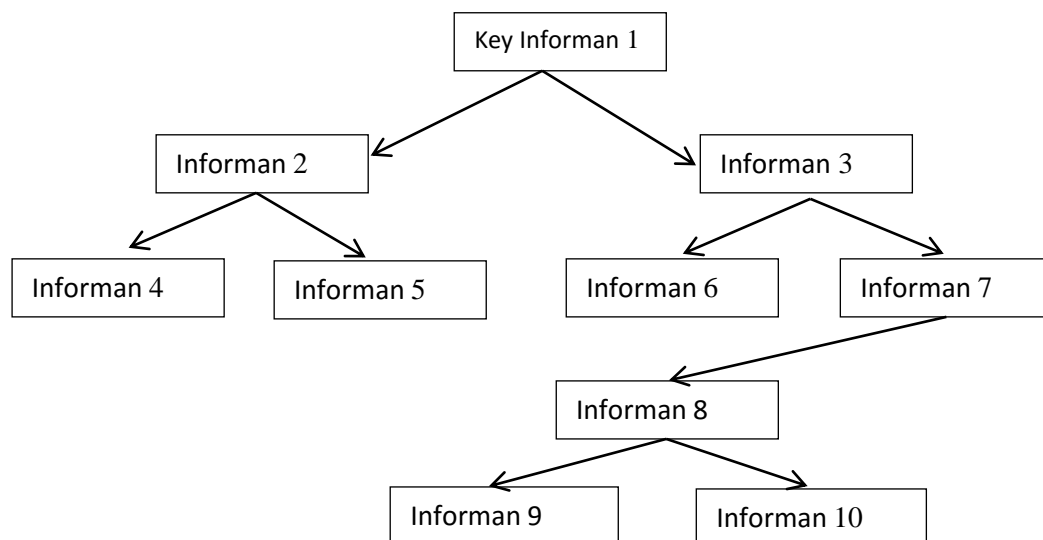 Key Informan 1
Informan 2
Informan 3
Informan 4
Informan 5
Informan 6
Informan 7
Informan 8
Informan 9
Informan 10